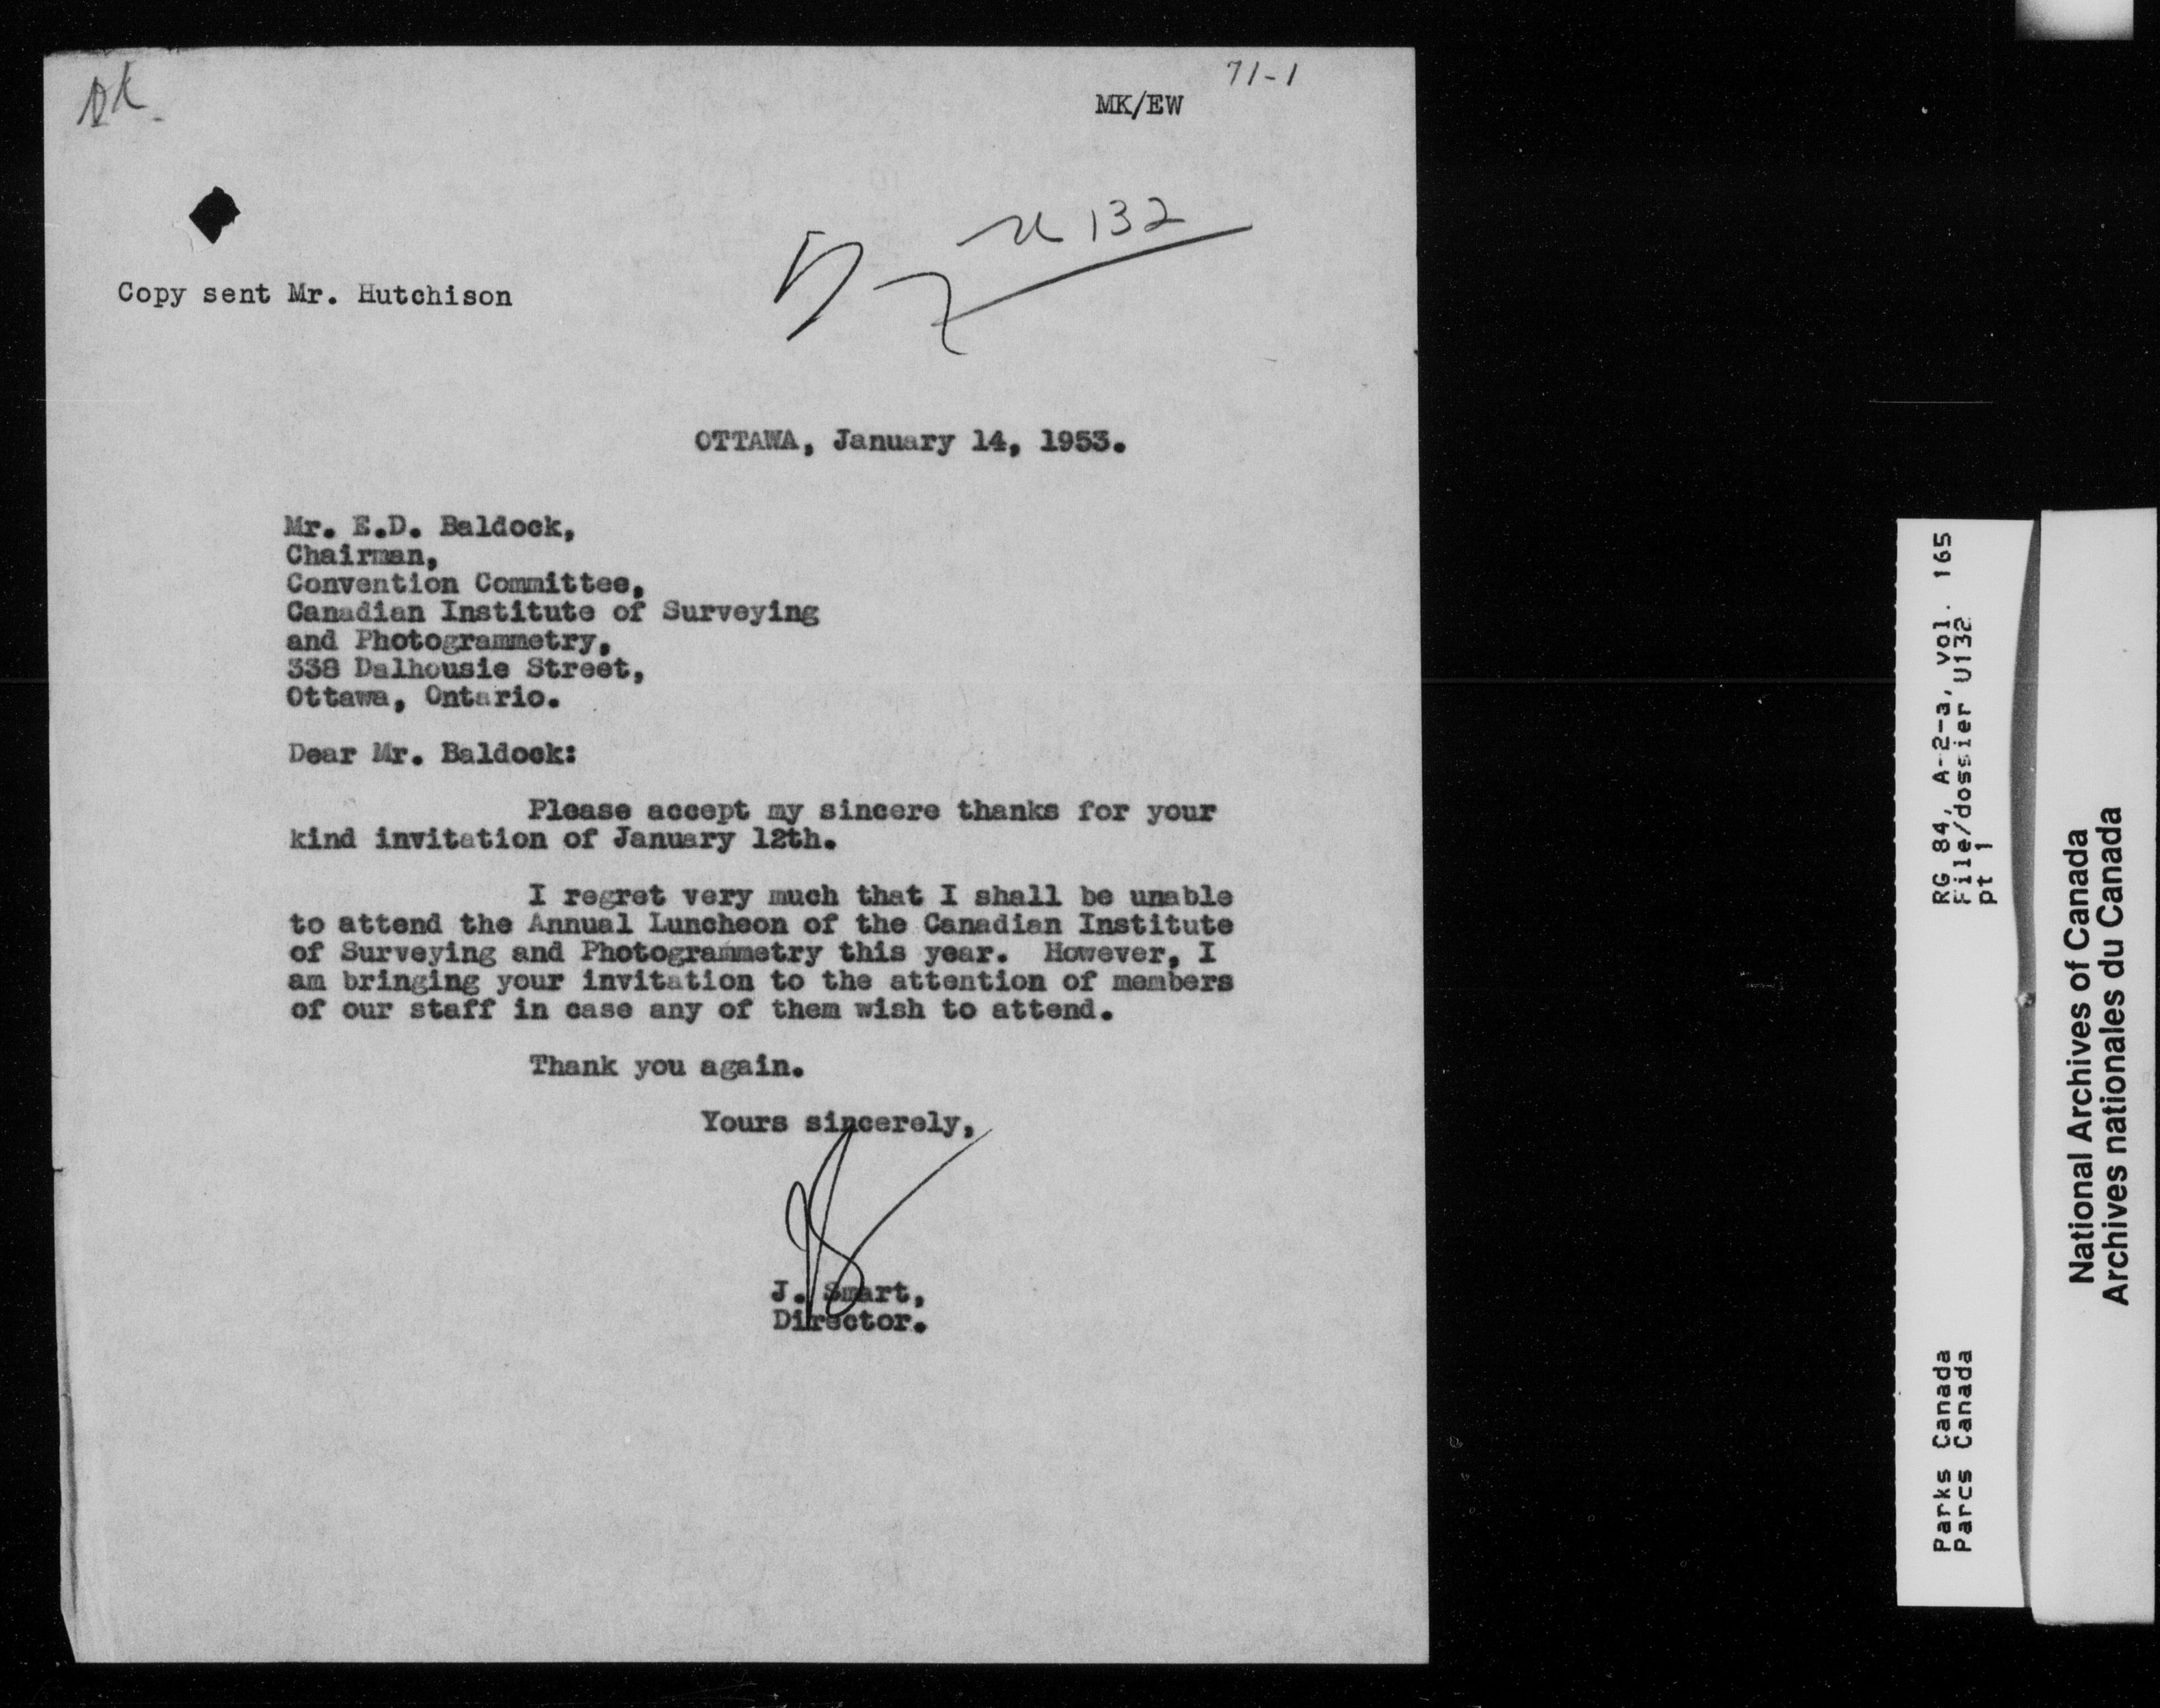 71-1
MK/EW
U 132
Copy sent Mr. Hutchison
OTTAWA, January 14, 1953.
Mr. E.D. Baldock,
Chairman,
Convention Committee,
Canadian Institute of Surveying
and Photogrammetry,
338 Dalhousie Street,
Ottawa, Ontario.
Dear Mr. Baldock:
Please accept my sincere thanks for your
kind invitation of January 12th.
I regret very much that I shall be unable
to attend the Annual Luncheon of the Canadian Institute
of Surveying and Photogrammetry this year. However, I
am bringing your invitation to the attention of members
of our staff in case any of them wish to attend.
Thank you again.
Yours sincerely,
J. Smart,
Director.
RG 84, A-2-a, vol. 165
File/dossier U132
pt 1
Parks Canada
Parcs Canada
National Archives of Canada
Archives nationales du Canada